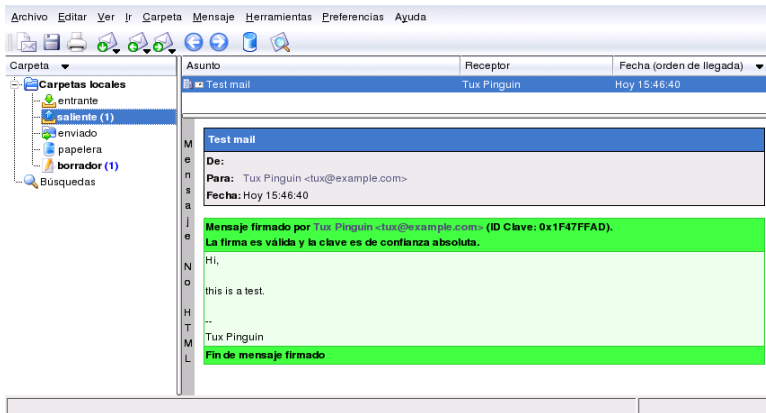 Archivo Editar Ver Ir Carpeta Mensaje Herramientas Preferencias Ayuda
Carpeta
Carpetas locales
entrante
saliente (1)
enviado
papelera
borrador (1)
Búsquedas
Asunto Receptor Fecha (orden de llegada)
Test mail Tux Pinguin Hoy 15:46:40
Mensaje No HTML
Test mail
De:
Para: Tux Pinguin <tux@example.com>
Fecha: Hoy 15:46:40
Mensaje firmado por Tux Pinguin <tux@example.com> (ID Clave: 0x1F47FFAD).
La firma es válida y la clave es de confianza absoluta.
Hi,
this is a test.
--
Tux Pinguin
Fin de mensaje firmado